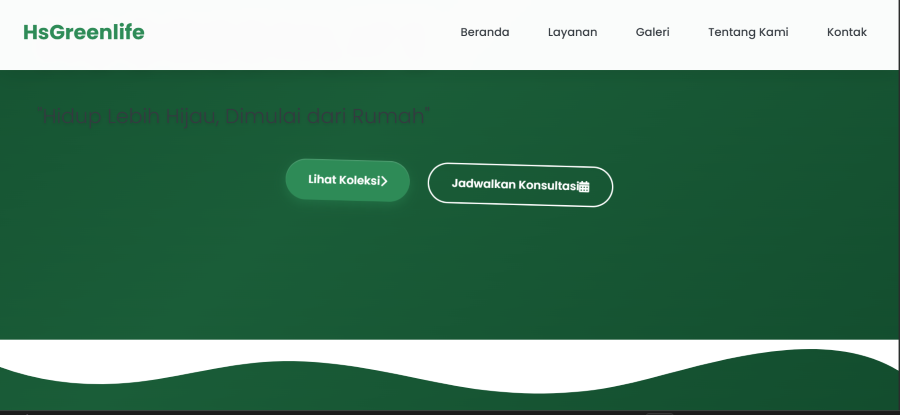 HsGreenlife
Beranda Layanan Galeri Tentang Kami Kontak
"Hidup Lebih Hijau, Dimulai dari Rumah"
Lihat Koleksi
Jadwalkan Konsultasi